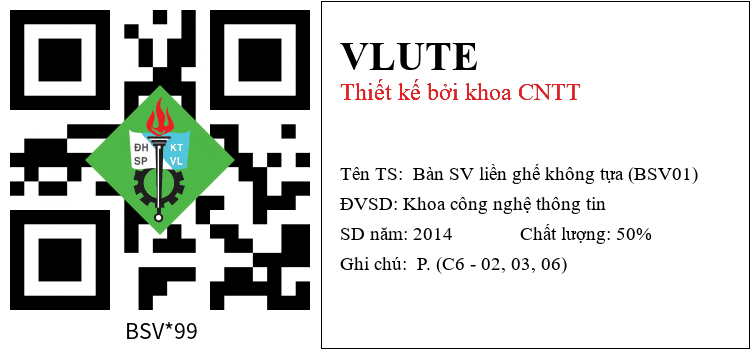 ĐH KT
SP VL
BSV*99
VLUTE
Thiết kế bởi khoa CNTT
Tên TS:  Bàn SV liền ghế không tựa (BSV01)
ĐVSD: Khoa công nghệ thông tin
SD năm: 2014 Chất lượng: 50%
Ghi chú:  P. (C6 - 02, 03, 06)